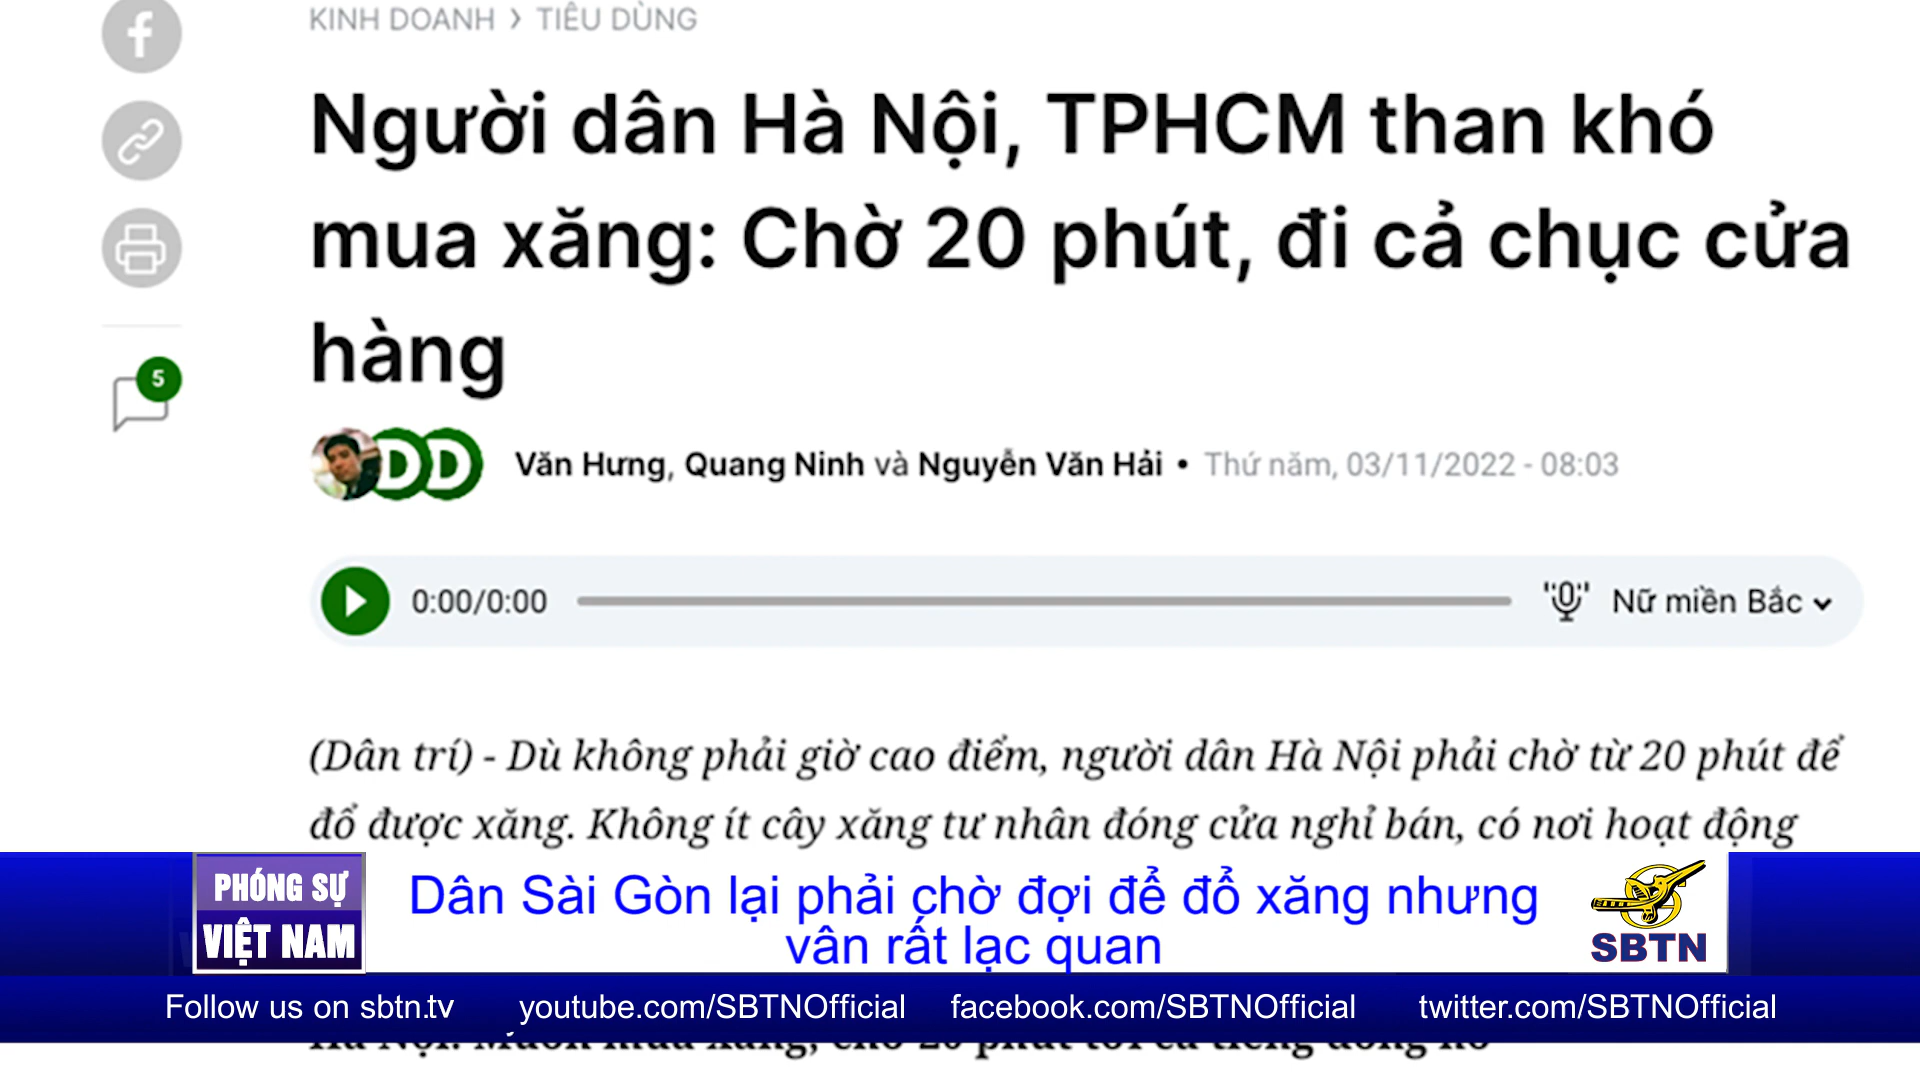 KINH DOANH › TIÊU DÙNG
Người dân Hà Nội, TPHCM than khó
mua xăng: Chờ 20 phút, đi cả chục cửa
hàng
5
DD
Văn Hưng, Quang Ninh và Nguyễn Văn Hải • Thứ năm, 03/11/2022 - 08:03
0:00/0:00
Nữ miền Bắc
(Dân trí) - Dù không phải giờ cao điểm, người dân Hà Nội phải chờ từ 20 phút để
đổ được xăng. Không ít cây xăng tư nhân đóng cửa nghỉ bán, có nơi hoạt động
PHÓNG SỰ
VIỆT NAM
Dân Sài Gòn lại phải chờ đợi để đổ xăng nhưng
vân rất lạc quan
SBTN
Follow us on sbtn.tv youtube.com/SBTNOfficial facebook.com/SBTNOfficial twitter.com/SBTNOfficial